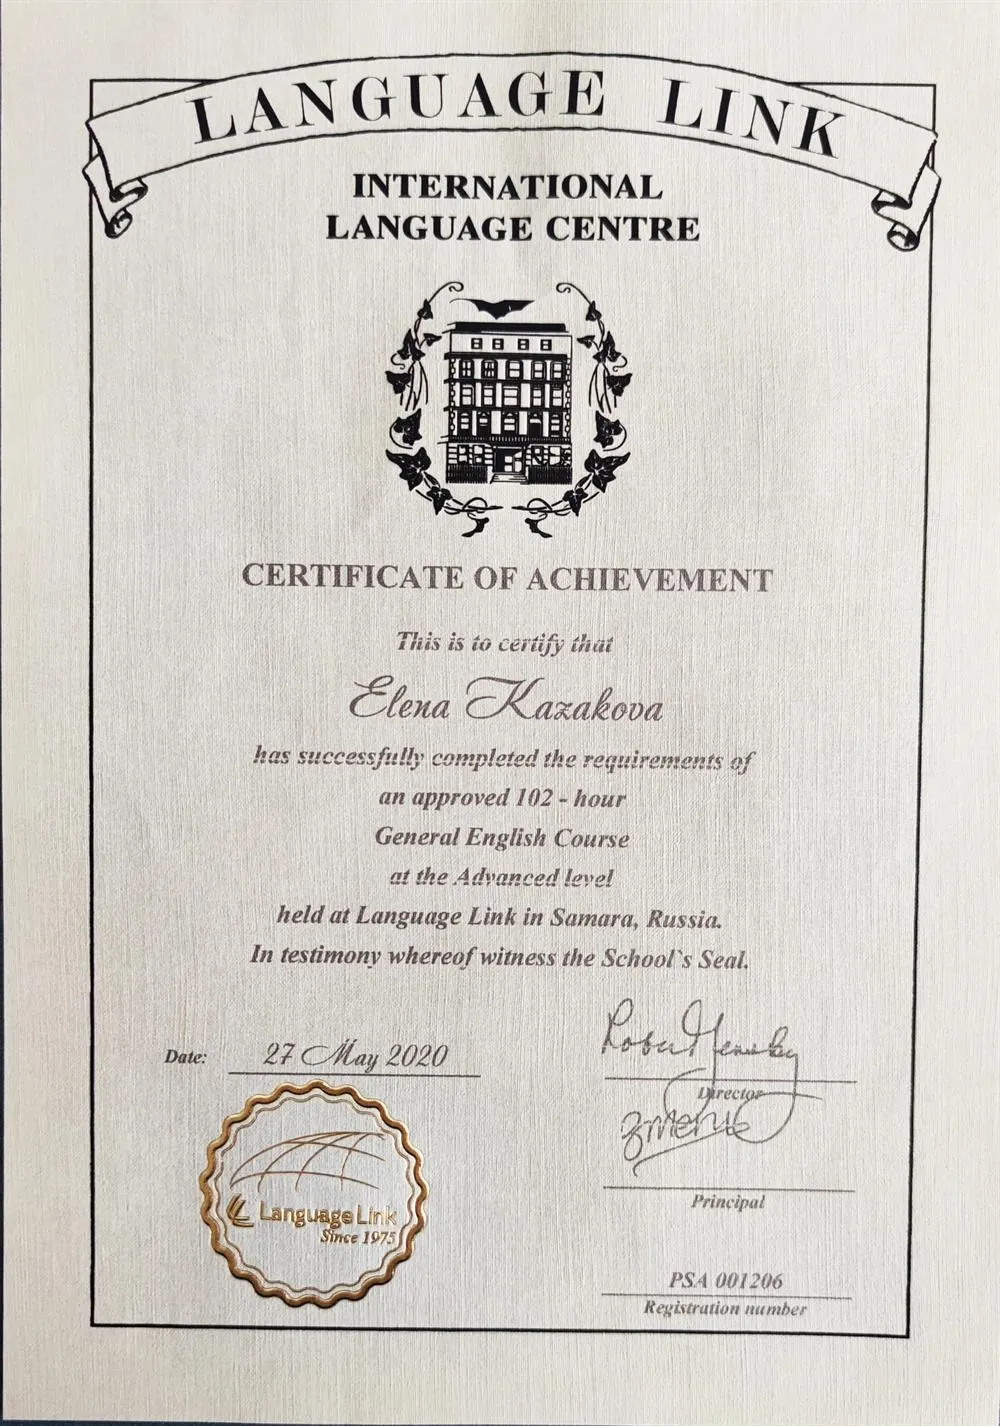 LANGUAGE LINK
INTERNATIONAL
LANGUAGE CENTRE
CERTIFICATE OF ACHIEVEMENT
This is to certify that
Elena Kazakova
has successfully completed the requirements of
an approved 102 - hour
General English Course
at the Advanced level
held at Language Link in Samara, Russia.
In testimony whereof witness the School`s Seal.
Date: 27 May 2020
Director
Principal
Language Link
Since 1975
PSA 001206
Registration number